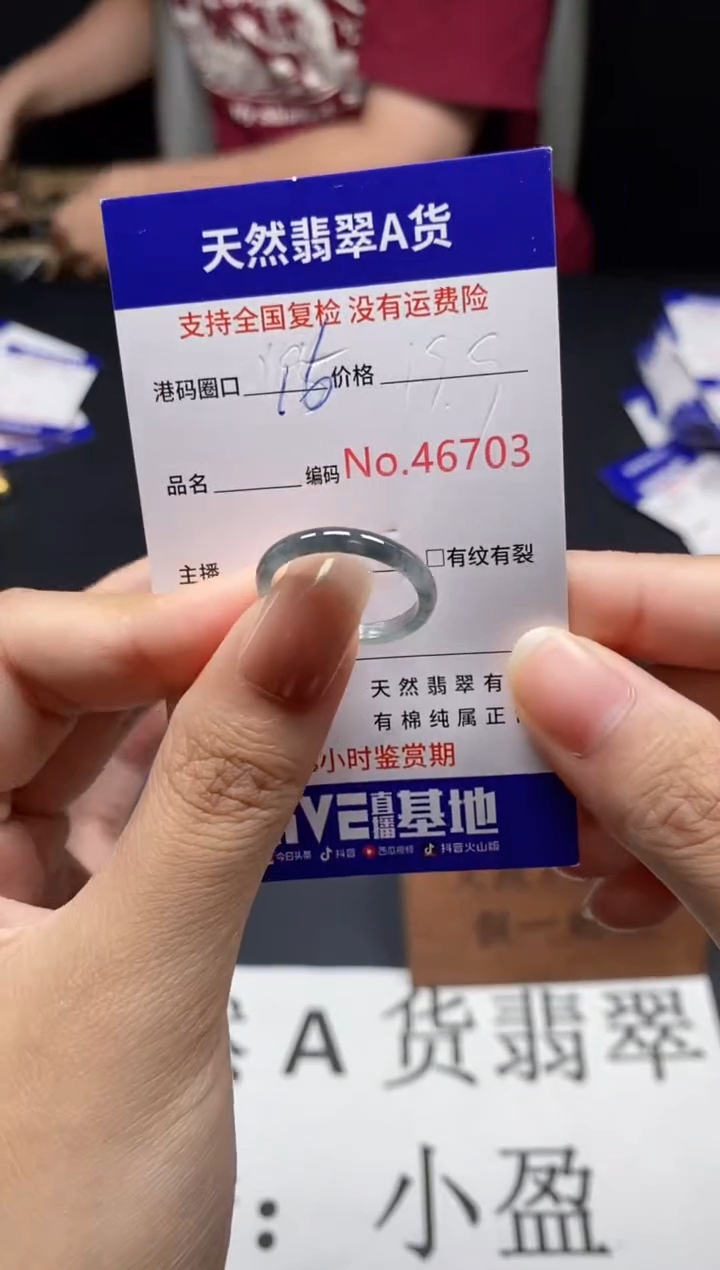 天然翡翠A货
支持全国复检 没有运费险
港码圈口 16 价格
品名 编码 No.46703
主播 □有纹有裂
天然翡翠有
有棉纯属正
小时鉴赏期
直播基地
今日头条 抖音 西瓜视频 抖音火山版
A货翡翠
：小盈